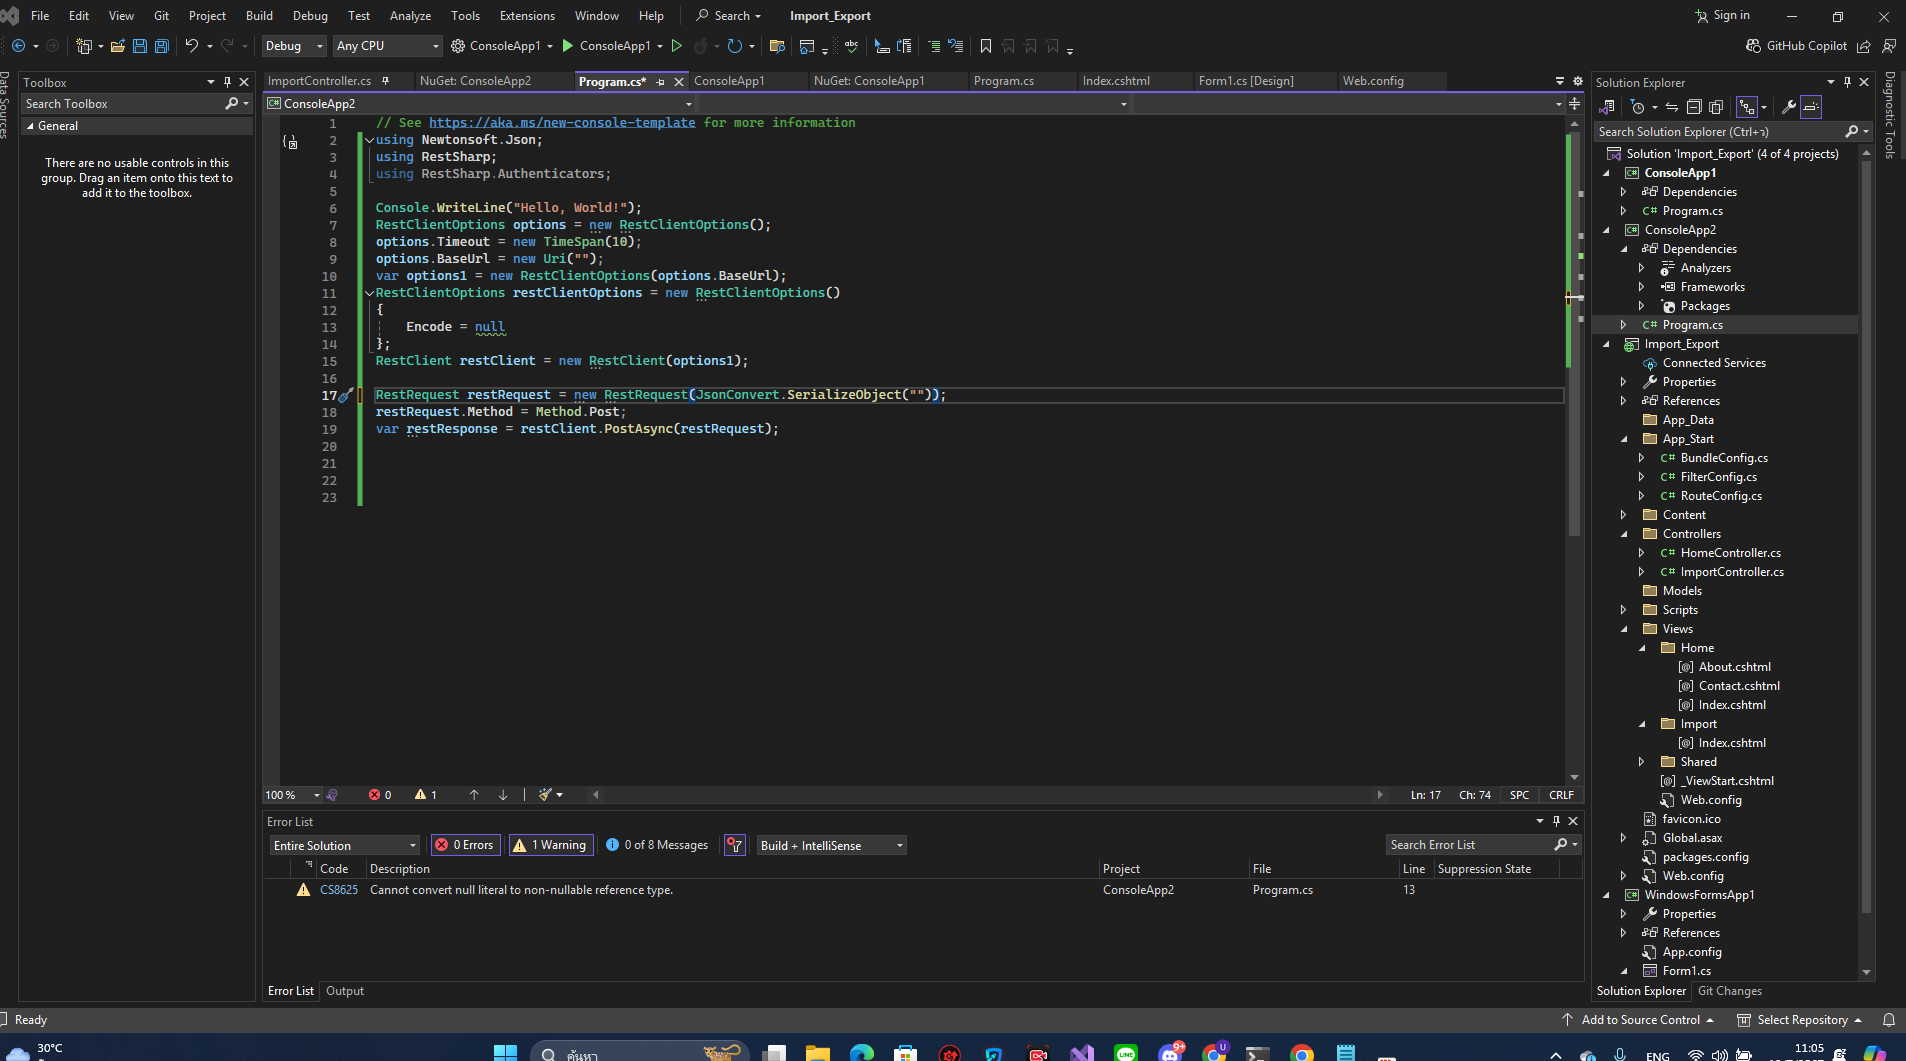 File Edit View Git Project Build Debug Test Analyze Tools Extensions Window Help Search Import_Export Sign in
Debug Any CPU ConsoleApp1 ConsoleApp1 GitHub Copilot
Data Sources
Toolbox
Search Toolbox
General
There are no usable controls in this
group. Drag an item onto this text to
add it to the toolbox.
ImportController.cs NuGet: ConsoleApp2 Program.cs* ConsoleApp1 NuGet: ConsoleApp1 Program.cs Index.cshtml Form1.cs [Design] Web.config
ConsoleApp2
1 // See https://aka.ms/new-console-template for more information
2 using Newtonsoft.Json;
3 using RestSharp;
4 using RestSharp.Authenticators;
5
6 Console.WriteLine("Hello, World!");
7 RestClientOptions options = new RestClientOptions();
8 options.Timeout = new TimeSpan(10);
9 options.BaseUrl = new Uri("");
10 var options1 = new RestClientOptions(options.BaseUrl);
11 RestClientOptions restClientOptions = new RestClientOptions()
12 {
13 Encode = null
14 };
15 RestClient restClient = new RestClient(options1);
16
17 RestRequest restRequest = new RestRequest(JsonConvert.SerializeObject(""));
18 restRequest.Method = Method.Post;
19 var restResponse = restClient.PostAsync(restRequest);
20
21
22
23
100 % 0 1 Ln: 17 Ch: 74 SPC CRLF
Error List
Entire Solution 0 Errors 1 Warning 0 of 8 Messages Build + IntelliSense Search Error List
Code Description Project File Line Suppression State
CS8625 Cannot convert null literal to non-nullable reference type. ConsoleApp2 Program.cs 13
Error List Output
Solution Explorer
Search Solution Explorer (Ctrl+ว)
Solution 'Import_Export' (4 of 4 projects)
ConsoleApp1
Dependencies
C# Program.cs
ConsoleApp2
Dependencies
Analyzers
Frameworks
Packages
C# Program.cs
Import_Export
Connected Services
Properties
References
App_Data
App_Start
C# BundleConfig.cs
C# FilterConfig.cs
C# RouteConfig.cs
Content
Controllers
C# HomeController.cs
C# ImportController.cs
Models
Scripts
Views
Home
[@] About.cshtml
[@] Contact.cshtml
[@] Index.cshtml
Import
[@] Index.cshtml
Shared
[@] _ViewStart.cshtml
Web.config
favicon.ico
Global.asax
packages.config
Web.config
WindowsFormsApp1
Properties
References
App.config
Form1.cs
Solution Explorer Git Changes
Diagnostic Tools
Ready Add to Source Control Select Repository
30°C ค้นหา LINE 9+ U ENG 11:05